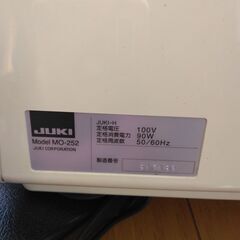 JUKI
Model MO-252
JUKI CORPORATION
JUKI-H
定格電圧 100V
定格消費電力 90W
定格周波数 50/60Hz
製造番号